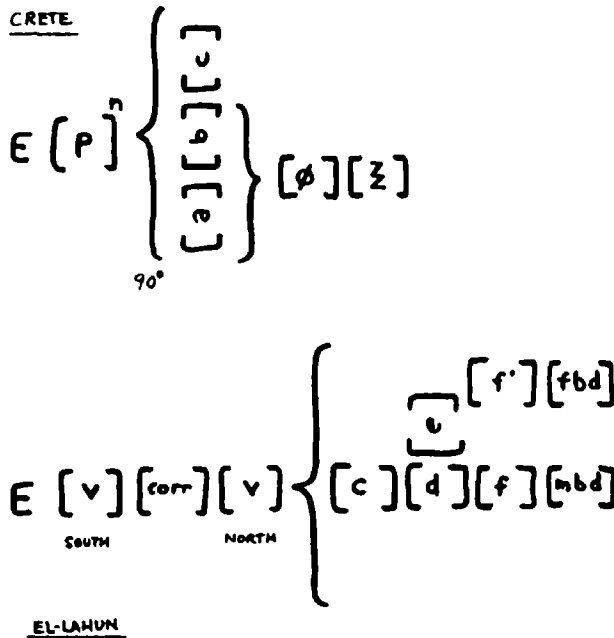 CRETE
E [P]ⁿ { [c] [b] [e] } [ø][Σ]
90°
[f'][fbd]
[e]
E [v][corr][v] { [c][d][f][mbd]
SOUTH NORTH
EL-LAHUN